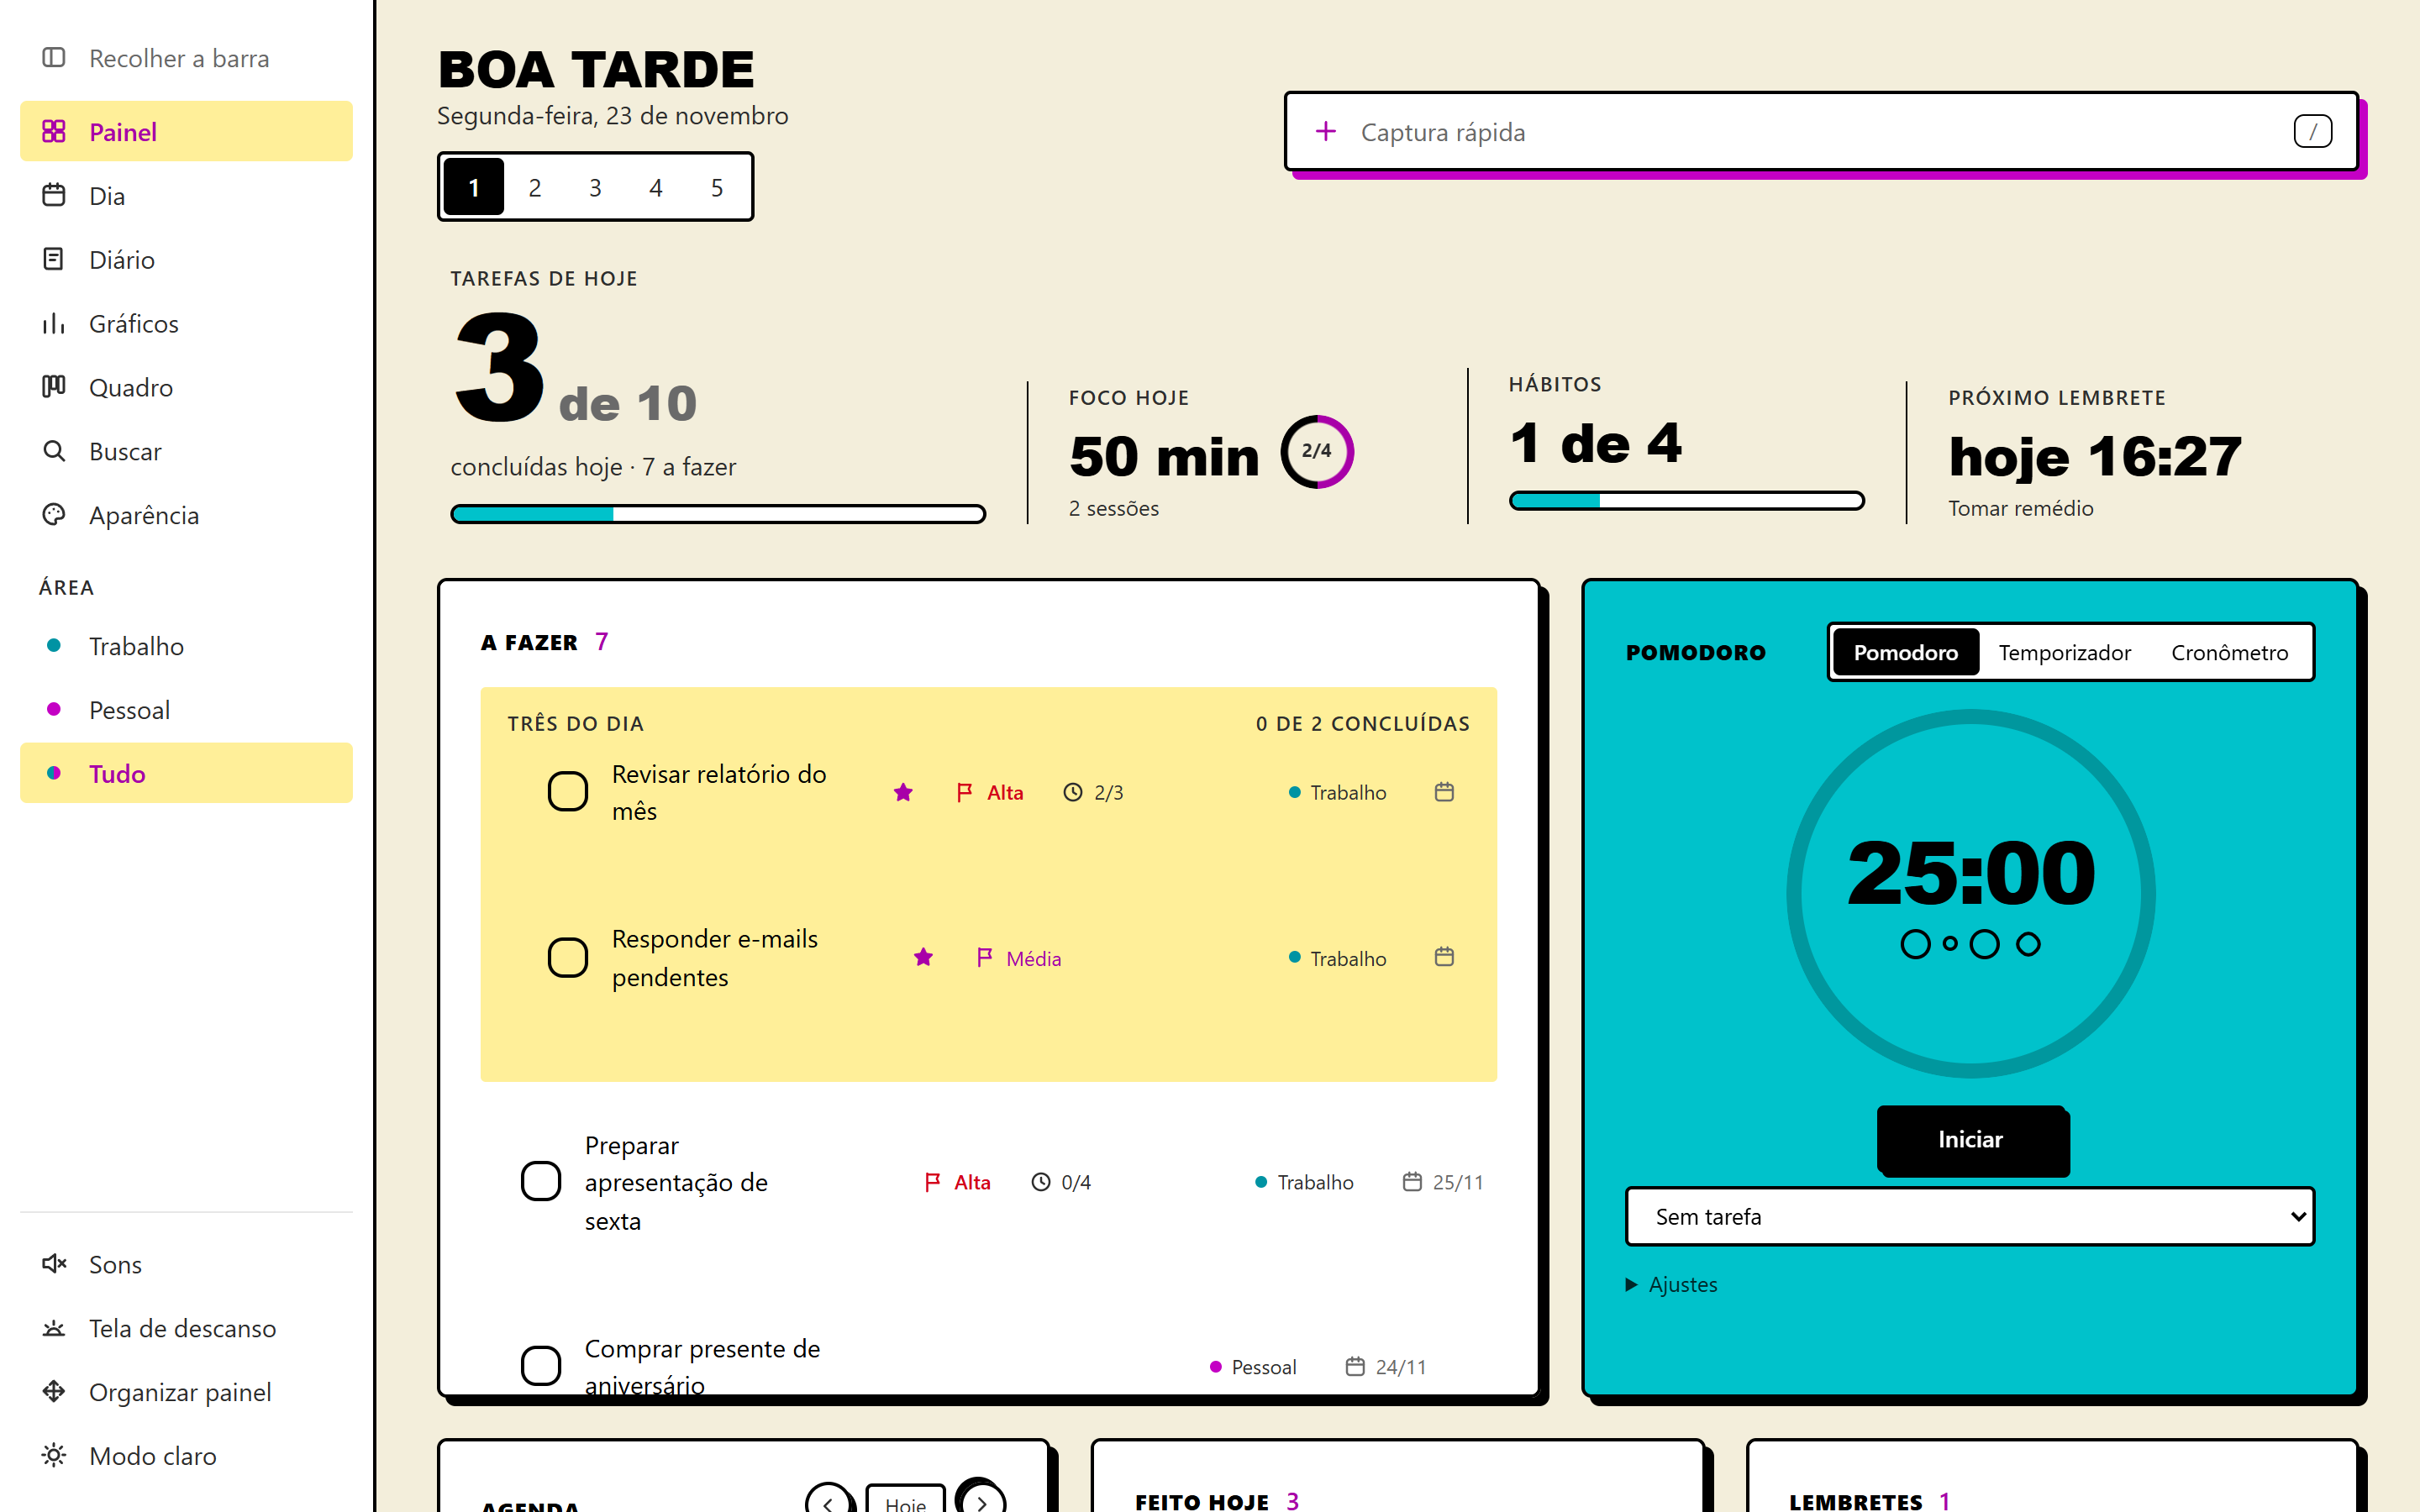 Recolher a barra
Painel
Dia
Diário
Gráficos
Quadro
Buscar
Aparência
ÁREA
Trabalho
Pessoal
Tudo
Sons
Tela de descanso
Organizar painel
Modo claro
BOA TARDE
Segunda-feira, 23 de novembro
1 2 3 4 5
Captura rápida /
TAREFAS DE HOJE
3 de 10
concluídas hoje · 7 a fazer
FOCO HOJE
50 min 2/4
2 sessões
HÁBITOS
1 de 4
PRÓXIMO LEMBRETE
hoje 16:27
Tomar remédio
A FAZER 7
TRÊS DO DIA 0 DE 2 CONCLUÍDAS
Revisar relatório do
mês
Alta 2/3 Trabalho
Responder e-mails
pendentes
Média Trabalho
Preparar
apresentação de
sexta
Alta 0/4 Trabalho 25/11
Comprar presente de
aniversário
Pessoal 24/11
POMODORO
Pomodoro Temporizador Cronômetro
25:00
Iniciar
Sem tarefa
Ajustes
AGENDA
Hoje
FEITO HOJE 3
LEMBRETES 1